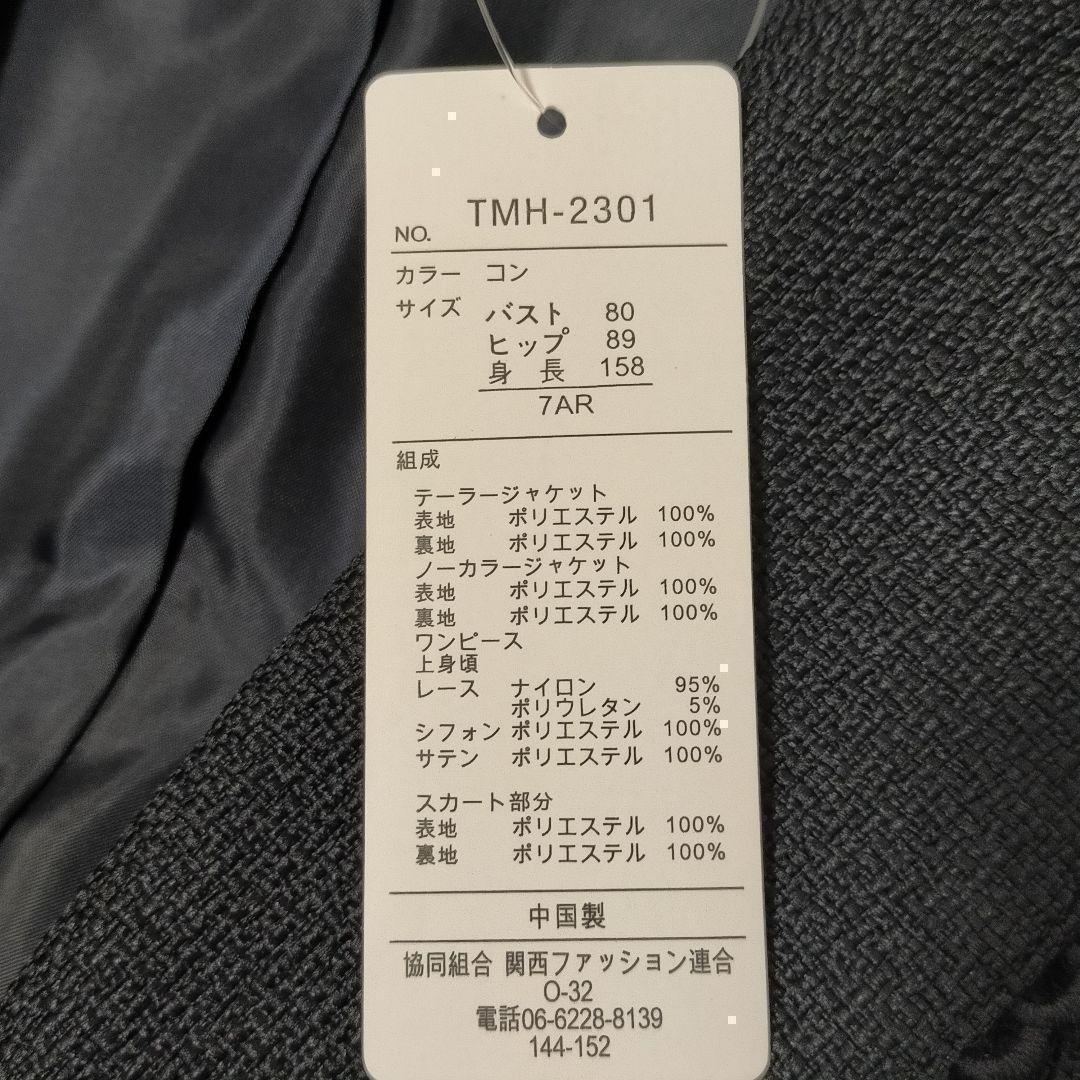 TMH-2301
NO.
カラー コン
サイズ バスト 80
ヒップ 89
身 長 158
7AR
組成
テーラージャケット
表地 ポリエステル 100%
裏地 ポリエステル 100%
ノーカラージャケット
表地 ポリエステル 100%
裏地 ポリエステル 100%
ワンピース
上身頃
レース ナイロン 95%
ポリウレタン 5%
シフォン ポリエステル 100%
サテン ポリエステル 100%
スカート部分
表地 ポリエステル 100%
裏地 ポリエステル 100%
中国製
協同組合 関西ファッション連合
O-32
電話06-6228-8139
144-152